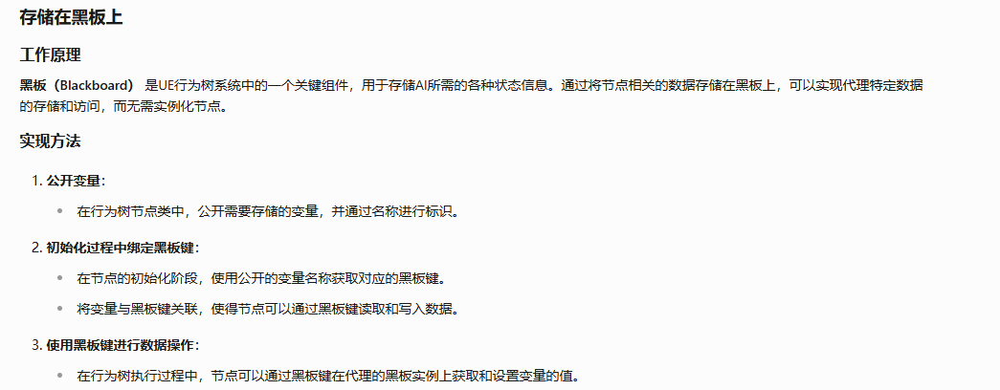 存储在黑板上
工作原理
黑板（Blackboard） 是UE行为树系统中的一个关键组件，用于存储AI所需的各种状态信息。通过将节点相关的数据存储在黑板上，可以实现代理特定数据
的存储和访问，而无需实例化节点。
实现方法
1. 公开变量：
• 在行为树节点类中，公开需要存储的变量，并通过名称进行标识。
2. 初始化过程中绑定黑板键：
• 在节点的初始化阶段，使用公开的变量名称获取对应的黑板键。
• 将变量与黑板键关联，使得节点可以通过黑板键读取和写入数据。
3. 使用黑板键进行数据操作：
• 在行为树执行过程中，节点可以通过黑板键在代理的黑板实例上获取和设置变量的值。